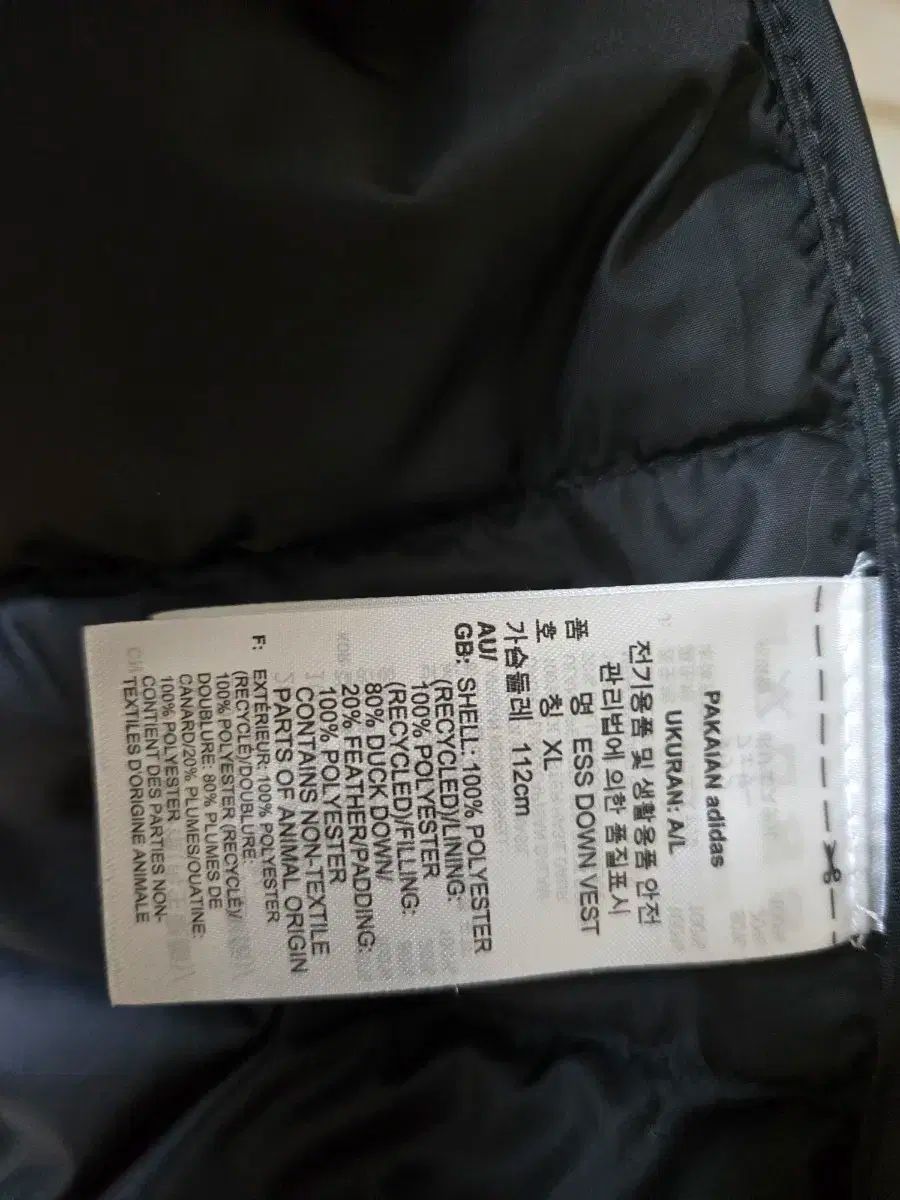 PAKAIAN adidas
UKURAN: A/L
전기용품 및 생활용품 안전
관리법에 의한 품질표시
품 명 ESS DOWN VEST
호 칭 XL
가슴둘레 112cm
AU/
GB: SHELL: 100% POLYESTER
(RECYCLED)/LINING:
100% POLYESTER
(RECYCLED)/FILLING:
80% DUCK DOWN/
20% FEATHER/PADDING:
100% POLYESTER
CONTAINS NON-TEXTILE
PARTS OF ANIMAL ORIGIN
F: EXTÉRIEUR: 100% POLYESTER
(RECYCLÉ)/DOUBLURE:
100% POLYESTER (RECYCLÉ)/
DOUBLURE: 80% PLUMES DE
CANARD/20% PLUMES/OUATINE:
100% POLYESTER
CONTIENT DES PARTIES NON-
TEXTILES D'ORIGINE ANIMALE